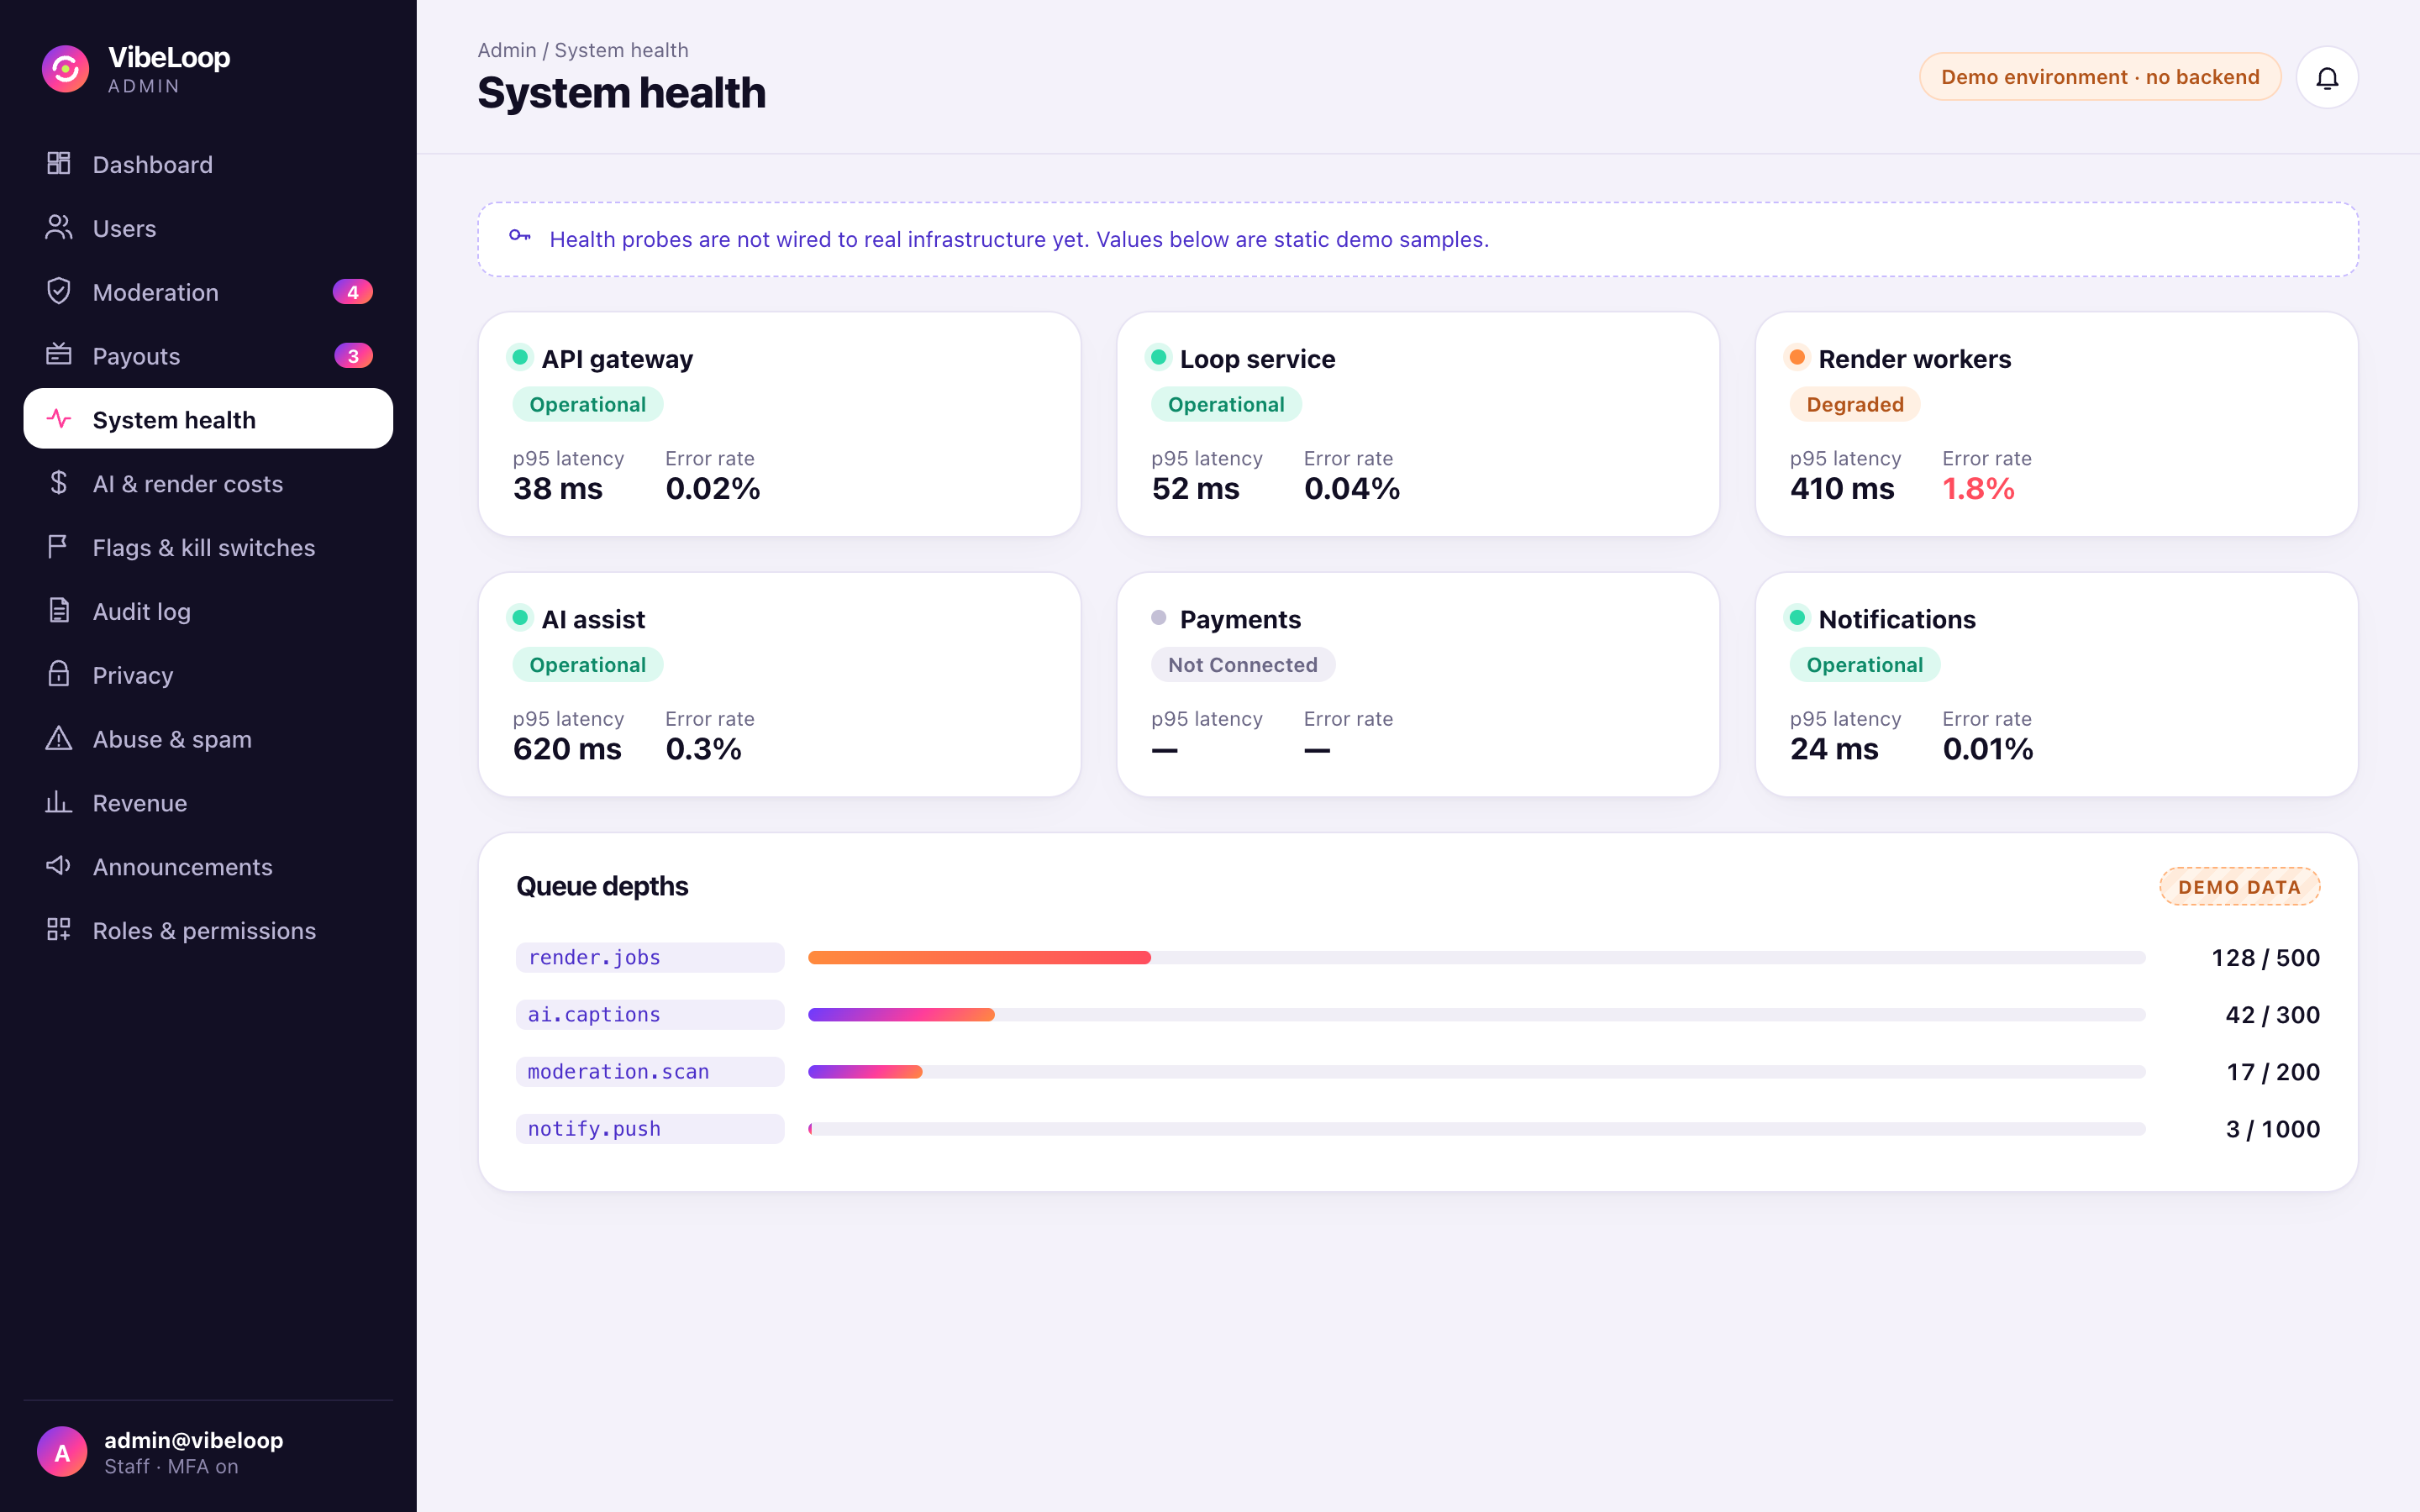 VibeLoop
ADMIN
Dashboard
Users
Moderation 4
Payouts 3
System health
AI & render costs
Flags & kill switches
Audit log
Privacy
Abuse & spam
Revenue
Announcements
Roles & permissions
A
admin@vibeloop
Staff · MFA on
Admin / System health
System health
Demo environment · no backend
Health probes are not wired to real infrastructure yet. Values below are static demo samples.
API gateway
Operational
p95 latency Error rate
38 ms 0.02%
Loop service
Operational
p95 latency Error rate
52 ms 0.04%
Render workers
Degraded
p95 latency Error rate
410 ms 1.8%
AI assist
Operational
p95 latency Error rate
620 ms 0.3%
Payments
Not Connected
p95 latency Error rate
— —
Notifications
Operational
p95 latency Error rate
24 ms 0.01%
Queue depths
DEMO DATA
render.jobs 128 / 500
ai.captions 42 / 300
moderation.scan 17 / 200
notify.push 3 / 1000